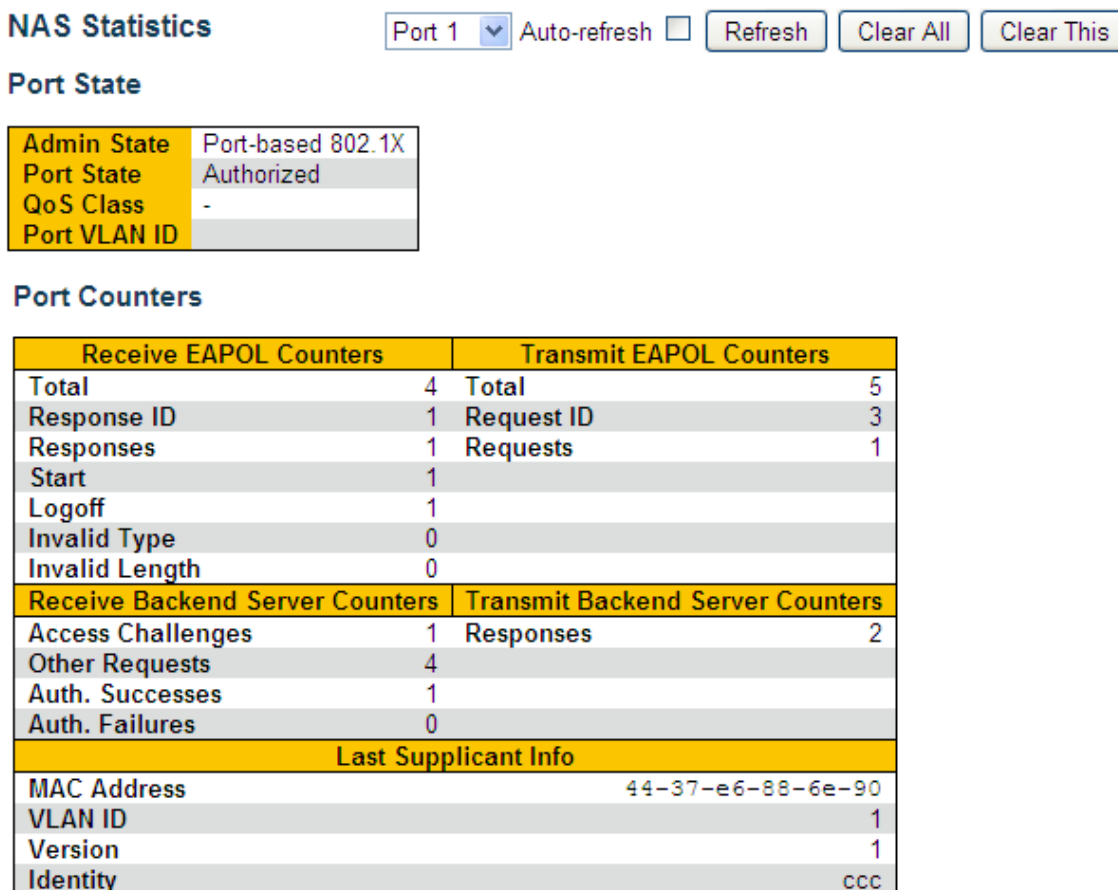 NAS Statistics Port 1 Auto-refresh Refresh Clear All Clear This
Port State
Admin State Port-based 802.1X
Port State Authorized
QoS Class -
Port VLAN ID
Port Counters
Receive EAPOL Counters Transmit EAPOL Counters
Total 4 Total 5
Response ID 1 Request ID 3
Responses 1 Requests 1
Start 1
Logoff 1
Invalid Type 0
Invalid Length 0
Receive Backend Server Counters Transmit Backend Server Counters
Access Challenges 1 Responses 2
Other Requests 4
Auth. Successes 1
Auth. Failures 0
Last Supplicant Info
MAC Address 44-37-e6-88-6e-90
VLAN ID 1
Version 1
Identity ccc